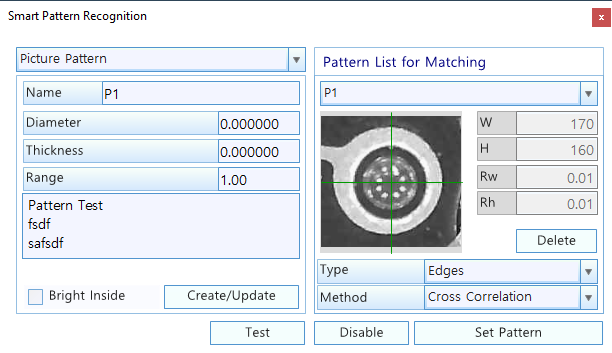 Smart Pattern Recognition
x
Picture Pattern
Name P1
Diameter 0.000000
Thickness 0.000000
Range 1.00
Pattern Test
fsdf
safsdf
Bright Inside Create/Update
Pattern List for Matching
P1
W 170
H 160
Rw 0.01
Rh 0.01
Delete
Type Edges
Method Cross Correlation
Test Disable Set Pattern